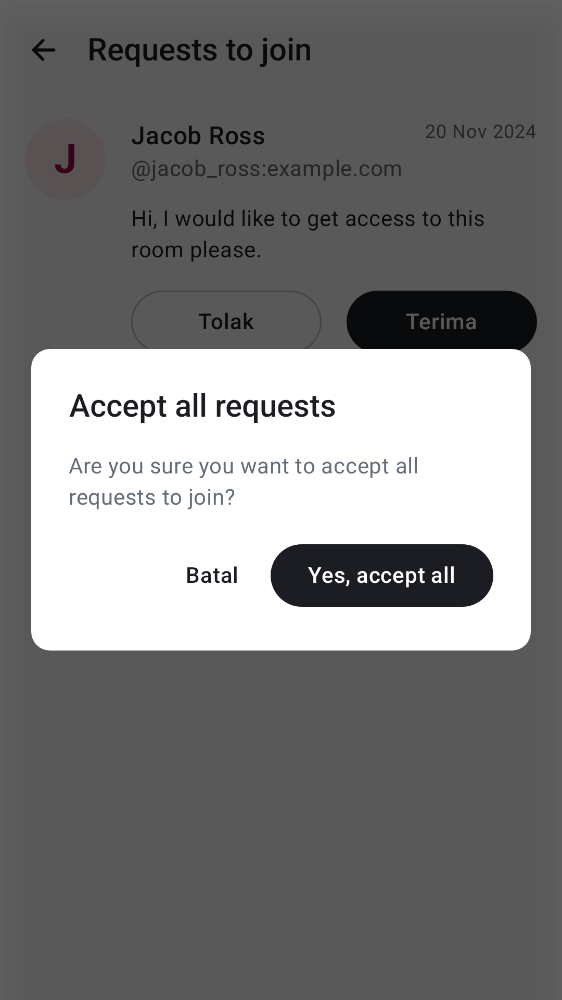 Requests to join
J
Jacob Ross
20 Nov 2024
@jacob_ross:example.com
Hi, I would like to get access to this
room please.
Tolak
Terima
Accept all requests
Are you sure you want to accept all
requests to join?
Batal
Yes, accept all